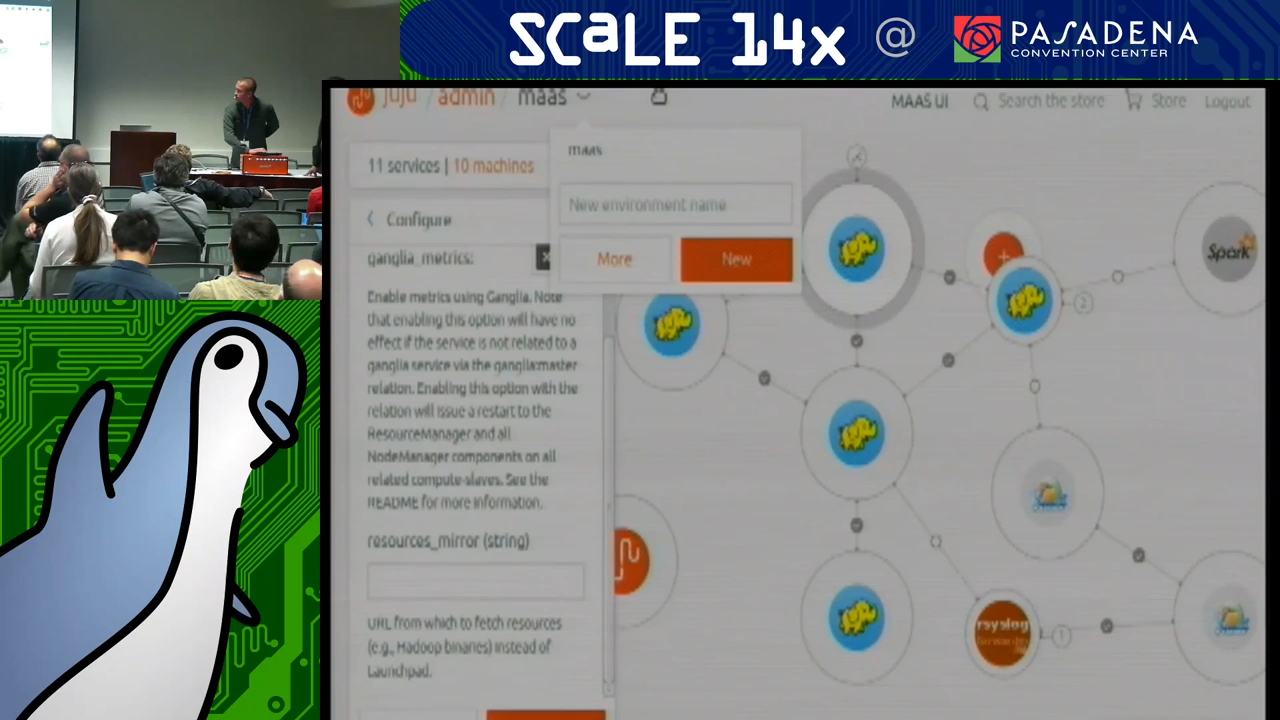 SCaLE 14x @ PASADENA
CONVENTION CENTER
juju / admin / maas
MAAS UI
Search the store
Store
Logout
maas
11 services | 10 machines
New environment name
Configure
More
New
ganglia_metrics:
Enable metrics using Ganglia. Note
that enabling this option will have no
effect if the service is not related to a
ganglia service via the ganglia:master
relation. Enabling this option with the
relation will issue a restart to the
ResourceManager and all
NodeManager components on all
related compute-slaves. See the
README for more information.
resources_mirror (string)
URL from which to fetch resources
(e.g., Hadoop binaries) instead of
Launchpad.
Spark
2
rsyslog
1